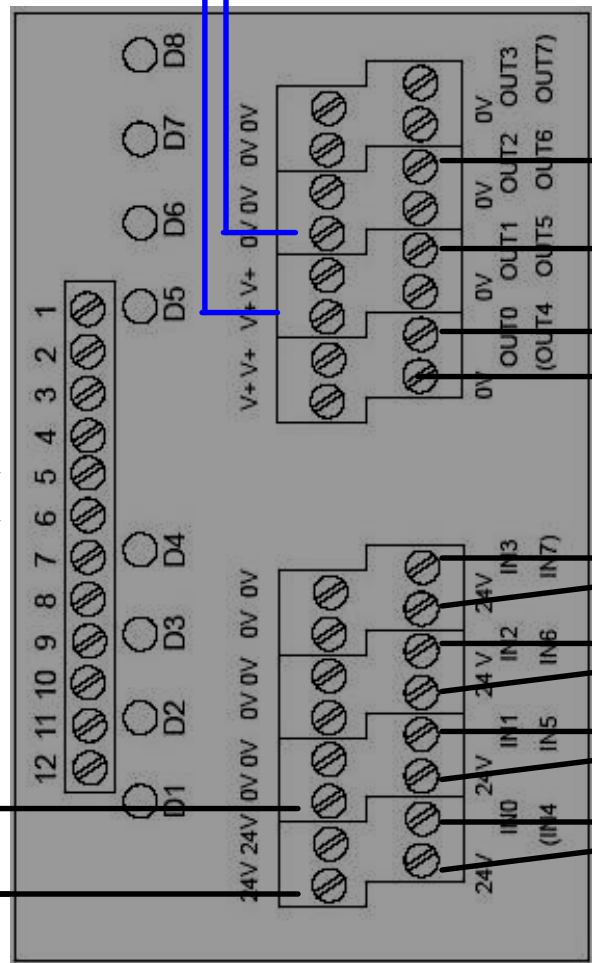 12 11 10 9 8 7 6 5 4 3 2 1
D1 D2 D3 D4 D5 D6 D7 D8
24V 24V 0V 0V 0V 0V 0V 0V V+ V+ V+ V+ 0V 0V 0V 0V
24V 24V 24V 24V 0V 0V 0V 0V
IN0 IN1 IN2 IN3 OUT0 OUT1 OUT2 OUT3
(IN4 IN5 IN6 IN7) (OUT4 OUT5 OUT6 OUT7)